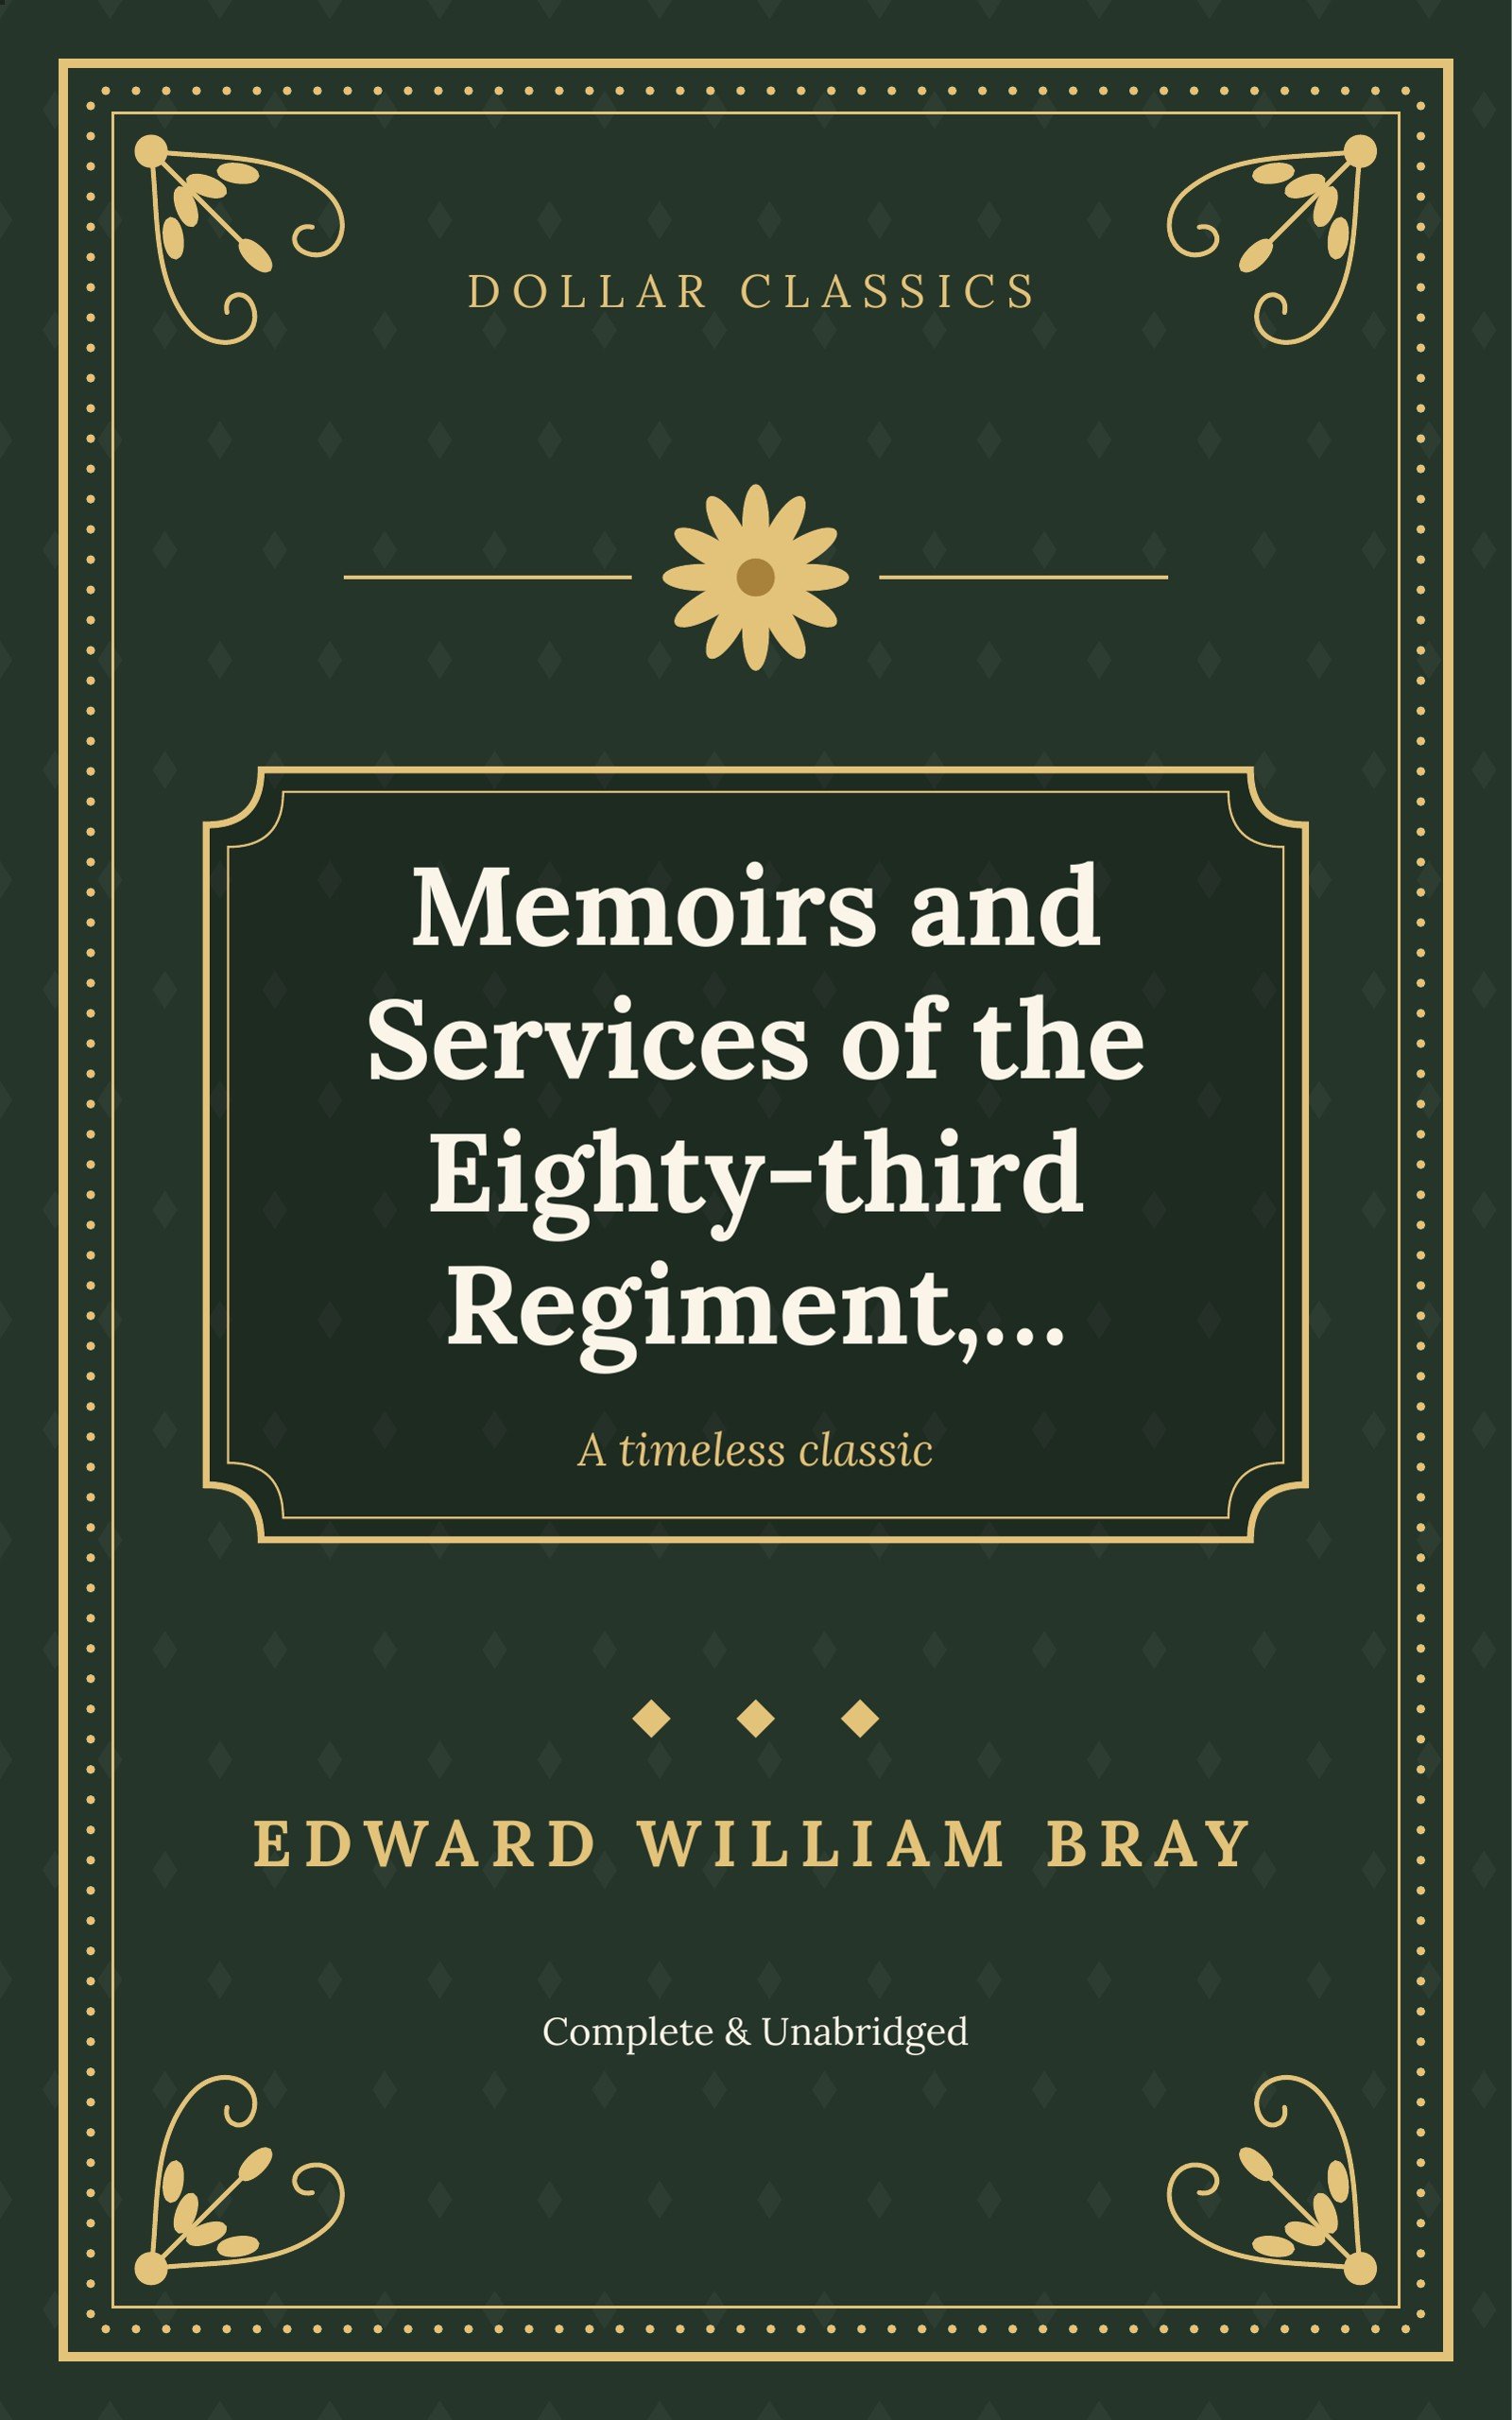 DOLLAR CLASSICS
Memoirs and
Services of the
Eighty-third
Regiment,...
A timeless classic
EDWARD WILLIAM BRAY
Complete & Unabridged